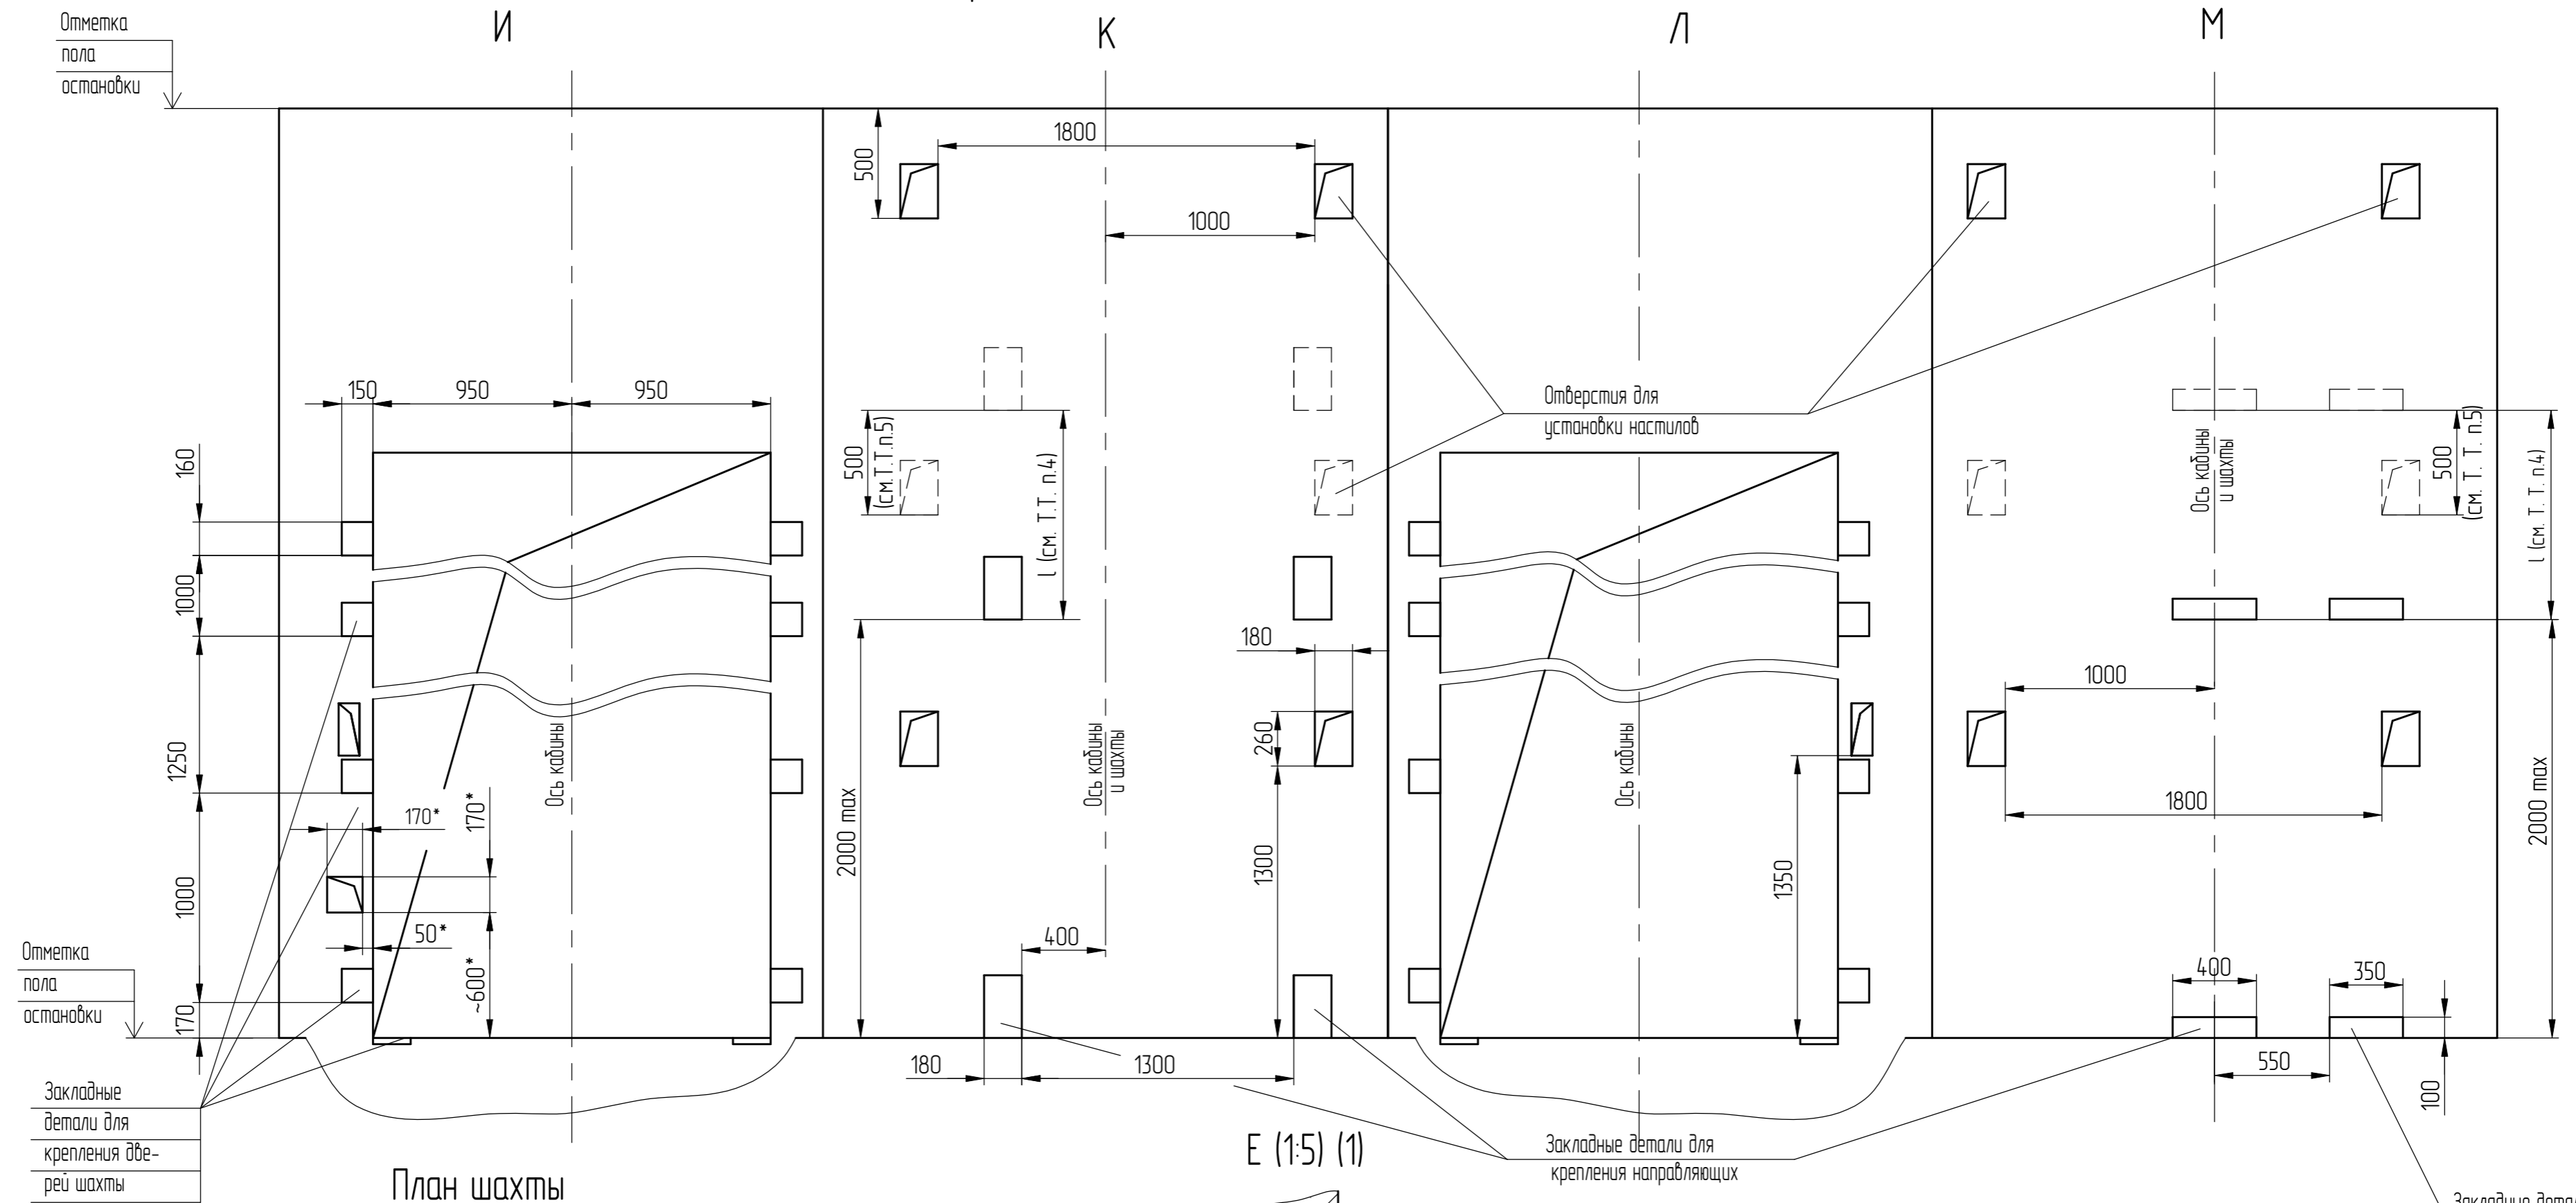 Отметка
пола
остановки
И
К
Л
М
1800
500
1000
150
950
950
160
1000
1250
1000
170
170*
170*
50*
~600*
Ось кабины
500
(см.Т.Т.п.5)
l (см. Т.Т. п.4)
Отверстия для
установки настилов
180
260
1300
2000 max
Ось кабины
и шахты
400
180
1300
Ось кабины
1350
Ось кабины
и шахты
500
(см. Т. Т. п.5)
l (см. Т.Т. п.4)
1000
1800
2000 max
400
350
550
100
Отметка
пола
остановки
Закладные
детали для
крепления две-
рей шахты
План шахты
Е (1:5) (1)
Закладные детали для
крепления направляющих